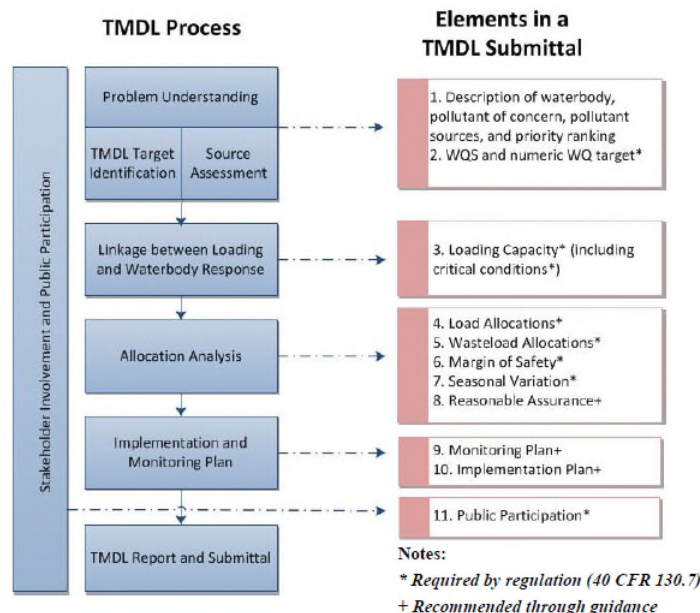 TMDL Process
Elements in a
TMDL Submittal
Stakeholder Involvement and Public Participation
Problem Understanding
TMDL Target
Identification
Source
Assessment
1. Description of waterbody,
pollutant of concern, pollutant
sources, and priority ranking
2. WQS and numeric WQ target*
Linkage between Loading
and Waterbody Response
3. Loading Capacity* (including
critical conditions*)
Allocation Analysis
4. Load Allocations*
5. Wasteload Allocations*
6. Margin of Safety*
7. Seasonal Variation*
8. Reasonable Assurance+
Implementation and
Monitoring Plan
9. Monitoring Plan+
10. Implementation Plan+
11. Public Participation*
TMDL Report and Submittal
Notes:
* Required by regulation (40 CFR 130.7)
+ Recommended through guidance